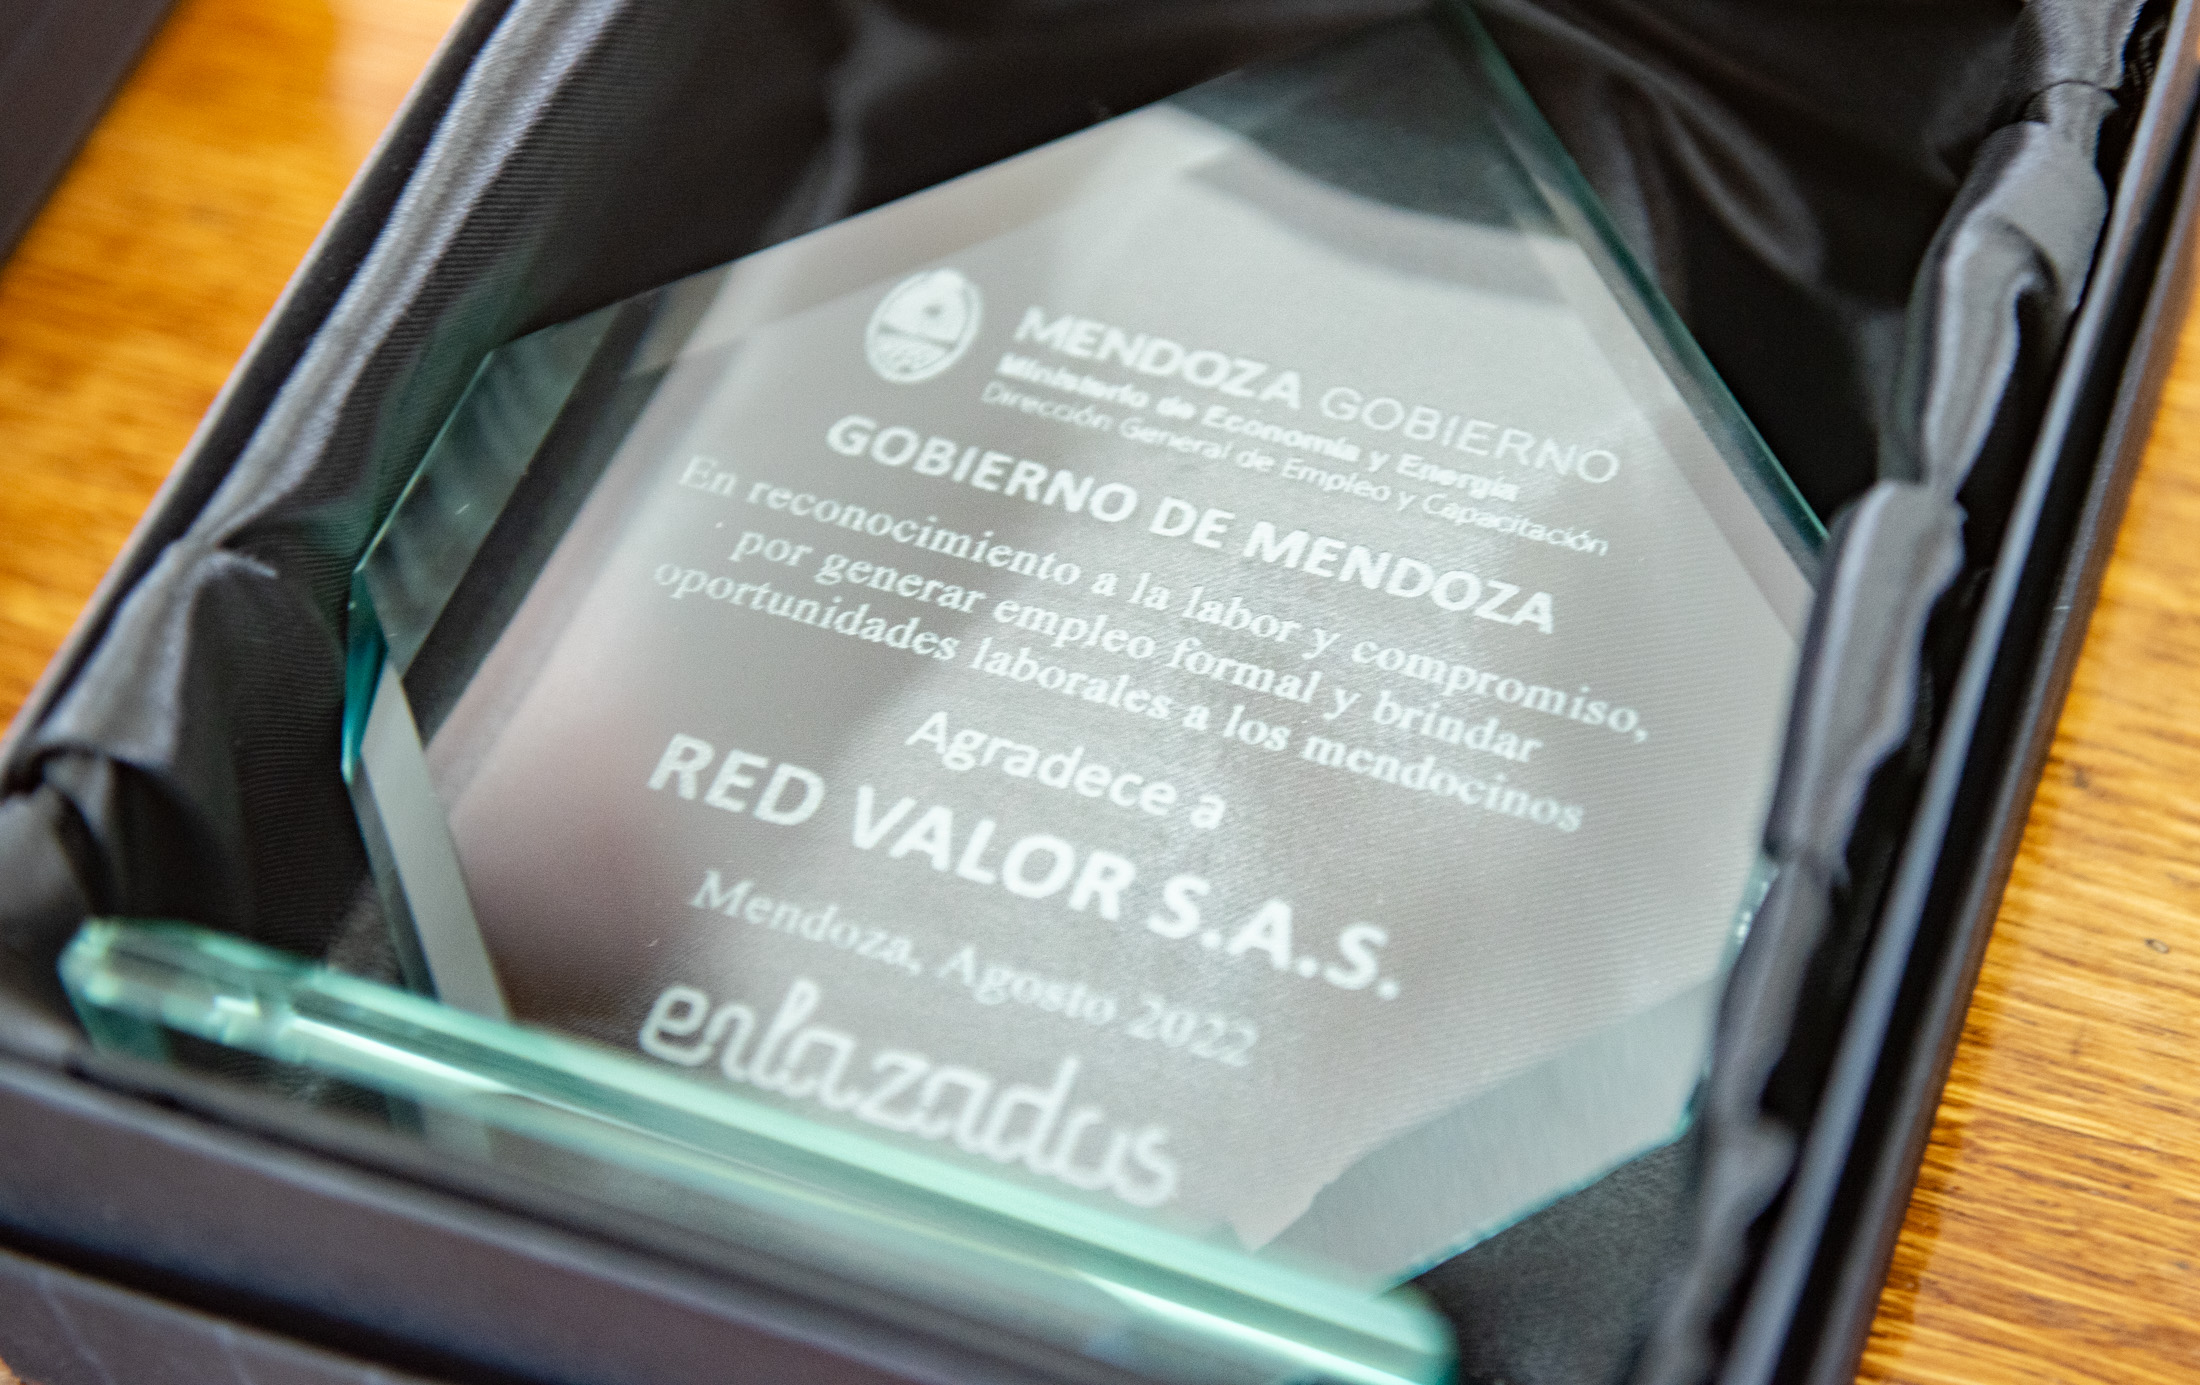 MENDOZA GOBIERNO
Ministerio de Economía y Energía
Dirección General de Empleo y Capacitación
GOBIERNO DE MENDOZA
En reconocimiento a la labor y compromiso,
por generar empleo formal y brindar
oportunidades laborales a los mendocinos
Agradece a
RED VALOR S.A.S.
Mendoza, Agosto 2022
enlazados